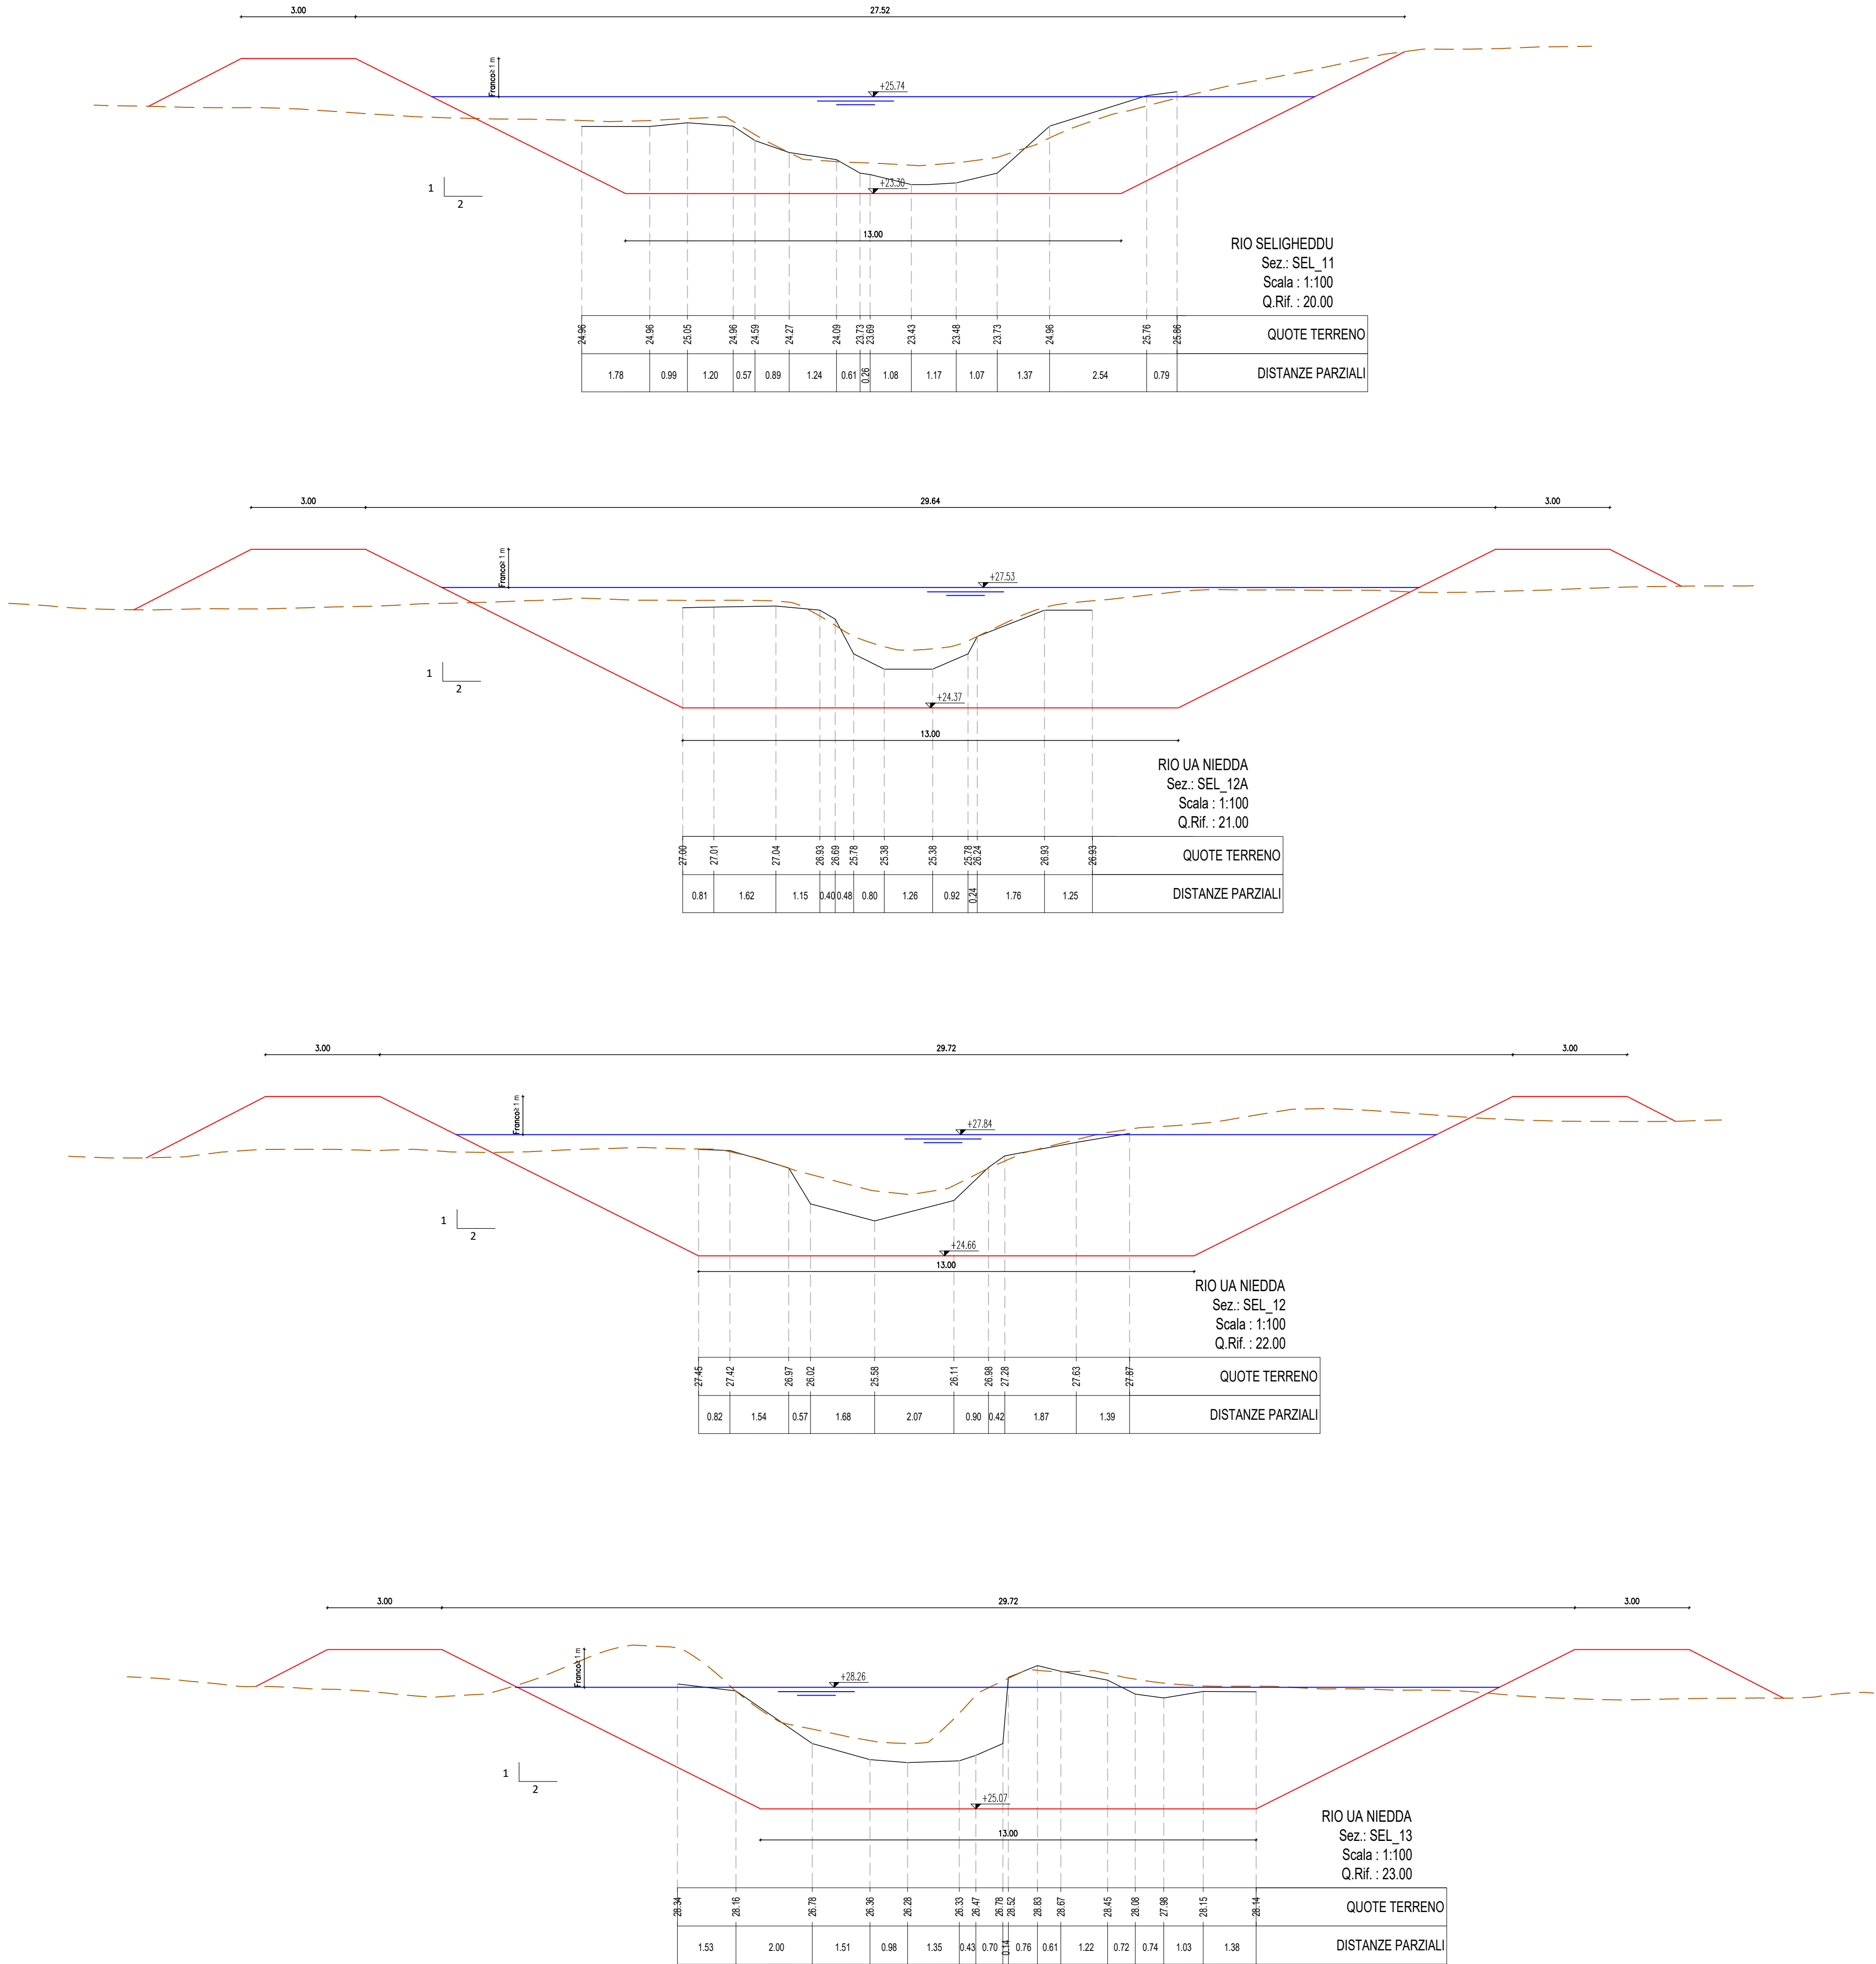 3.00 27.52
Franco≥ 1 m
+25.74
+23.30
1
2
13.00
RIO SELIGHEDDU
Sez.: SEL_11
Scala : 1:100
Q.Rif. : 20.00
24.96 24.96 25.05 24.96 24.59 24.27 24.09 23.73 23.69 23.43 23.48 23.73 24.96 25.76 25.86 QUOTE TERRENO
1.78 0.99 1.20 0.57 0.89 1.24 0.61 0.26 1.08 1.17 1.07 1.37 2.54 0.79 DISTANZE PARZIALI
3.00 29.64 3.00
Franco≥ 1 m
+27.53
1
2
+24.37
13.00
RIO UA NIEDDA
Sez.: SEL_12A
Scala : 1:100
Q.Rif. : 21.00
27.00 27.01 27.04 26.93 26.69 25.78 25.38 25.38 25.78 26.24 26.93 26.93 QUOTE TERRENO
0.81 1.62 1.15 0.40 0.48 0.80 1.26 0.92 0.24 1.76 1.25 DISTANZE PARZIALI
3.00 29.72 3.00
Franco≥ 1 m
+27.84
1
2
+24.66
13.00
RIO UA NIEDDA
Sez.: SEL_12
Scala : 1:100
Q.Rif. : 22.00
27.45 27.42 26.97 26.02 25.58 26.11 26.98 27.28 27.63 27.87 QUOTE TERRENO
0.82 1.54 0.57 1.68 2.07 0.90 0.42 1.87 1.39 DISTANZE PARZIALI
3.00 29.72 3.00
Franco≥ 1 m
+28.26
1
2
+25.07
13.00
RIO UA NIEDDA
Sez.: SEL_13
Scala : 1:100
Q.Rif. : 23.00
28.34 28.16 26.78 26.36 26.28 26.33 26.47 26.78 28.52 28.83 28.67 28.45 28.08 27.98 28.15 28.14 QUOTE TERRENO
1.53 2.00 1.51 0.98 1.35 0.43 0.70 0.14 0.76 0.61 1.22 0.72 0.74 1.03 1.38 DISTANZE PARZIALI